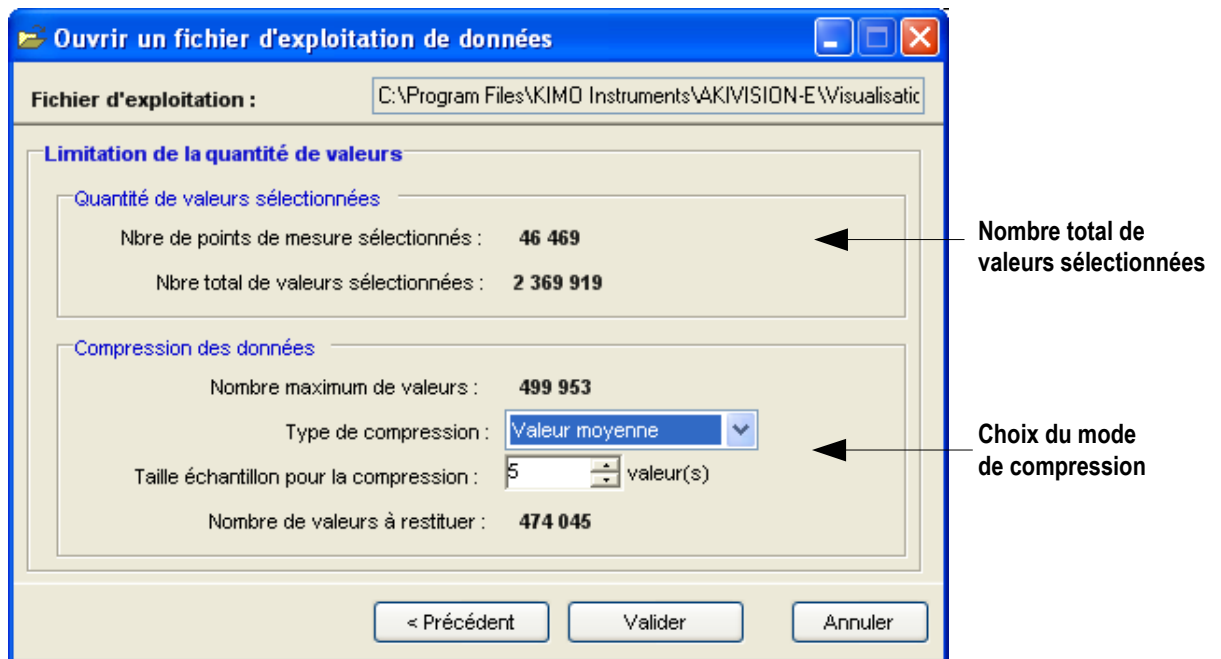 Ouvrir un fichier d'exploitation de données
Fichier d'exploitation :
C:\Program Files\KIMO Instruments\AKIVISION-E\Visualisatic
Limitation de la quantité de valeurs
Quantité de valeurs sélectionnées
Nbre de points de mesure sélectionnés : 46 469
Nbre total de valeurs sélectionnées : 2 369 919
Nombre total de
valeurs sélectionnées
Compression des données
Nombre maximum de valeurs : 499 953
Type de compression : Valeur moyenne
Taille échantillon pour la compression : 5 valeur(s)
Nombre de valeurs à restituer : 474 045
Choix du mode
de compression
< Précédent Valider Annuler